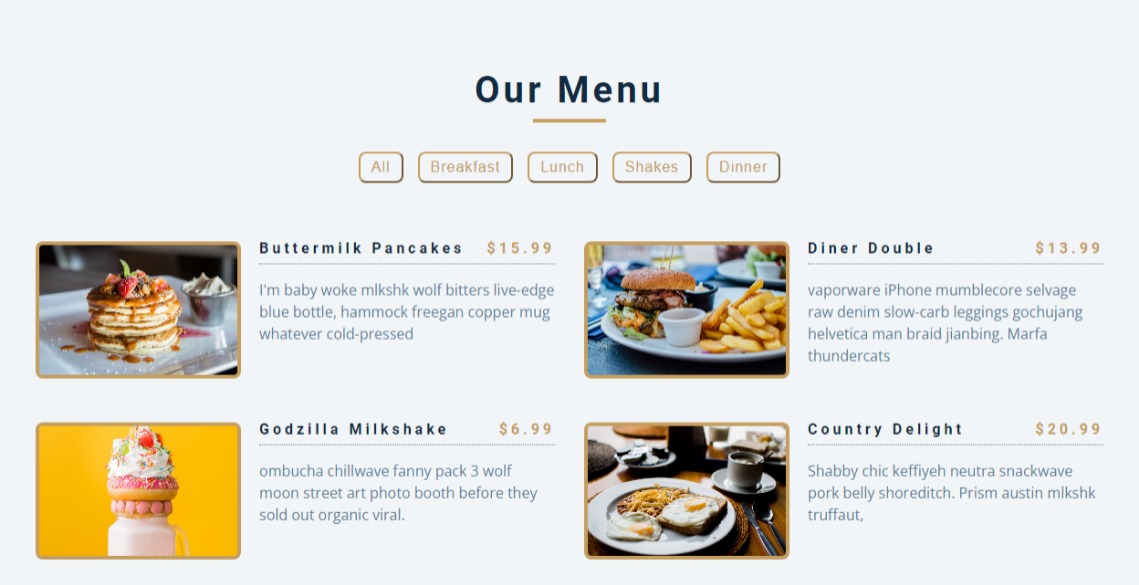 Our Menu
All Breakfast Lunch Shakes Dinner
Buttermilk Pancakes $15.99
I'm baby woke mlkshk wolf bitters live-edge
blue bottle, hammock freegan copper mug
whatever cold-pressed
Diner Double $13.99
vaporware iPhone mumblecore selvage
raw denim slow-carb leggings gochujang
helvetica man braid jianbing. Marfa
thundercats
Godzilla Milkshake $6.99
ombucha chillwave fanny pack 3 wolf
moon street art photo booth before they
sold out organic viral.
Country Delight $20.99
Shabby chic keffiyeh neutra snackwave
pork belly shoreditch. Prism austin mlkshk
truffaut,